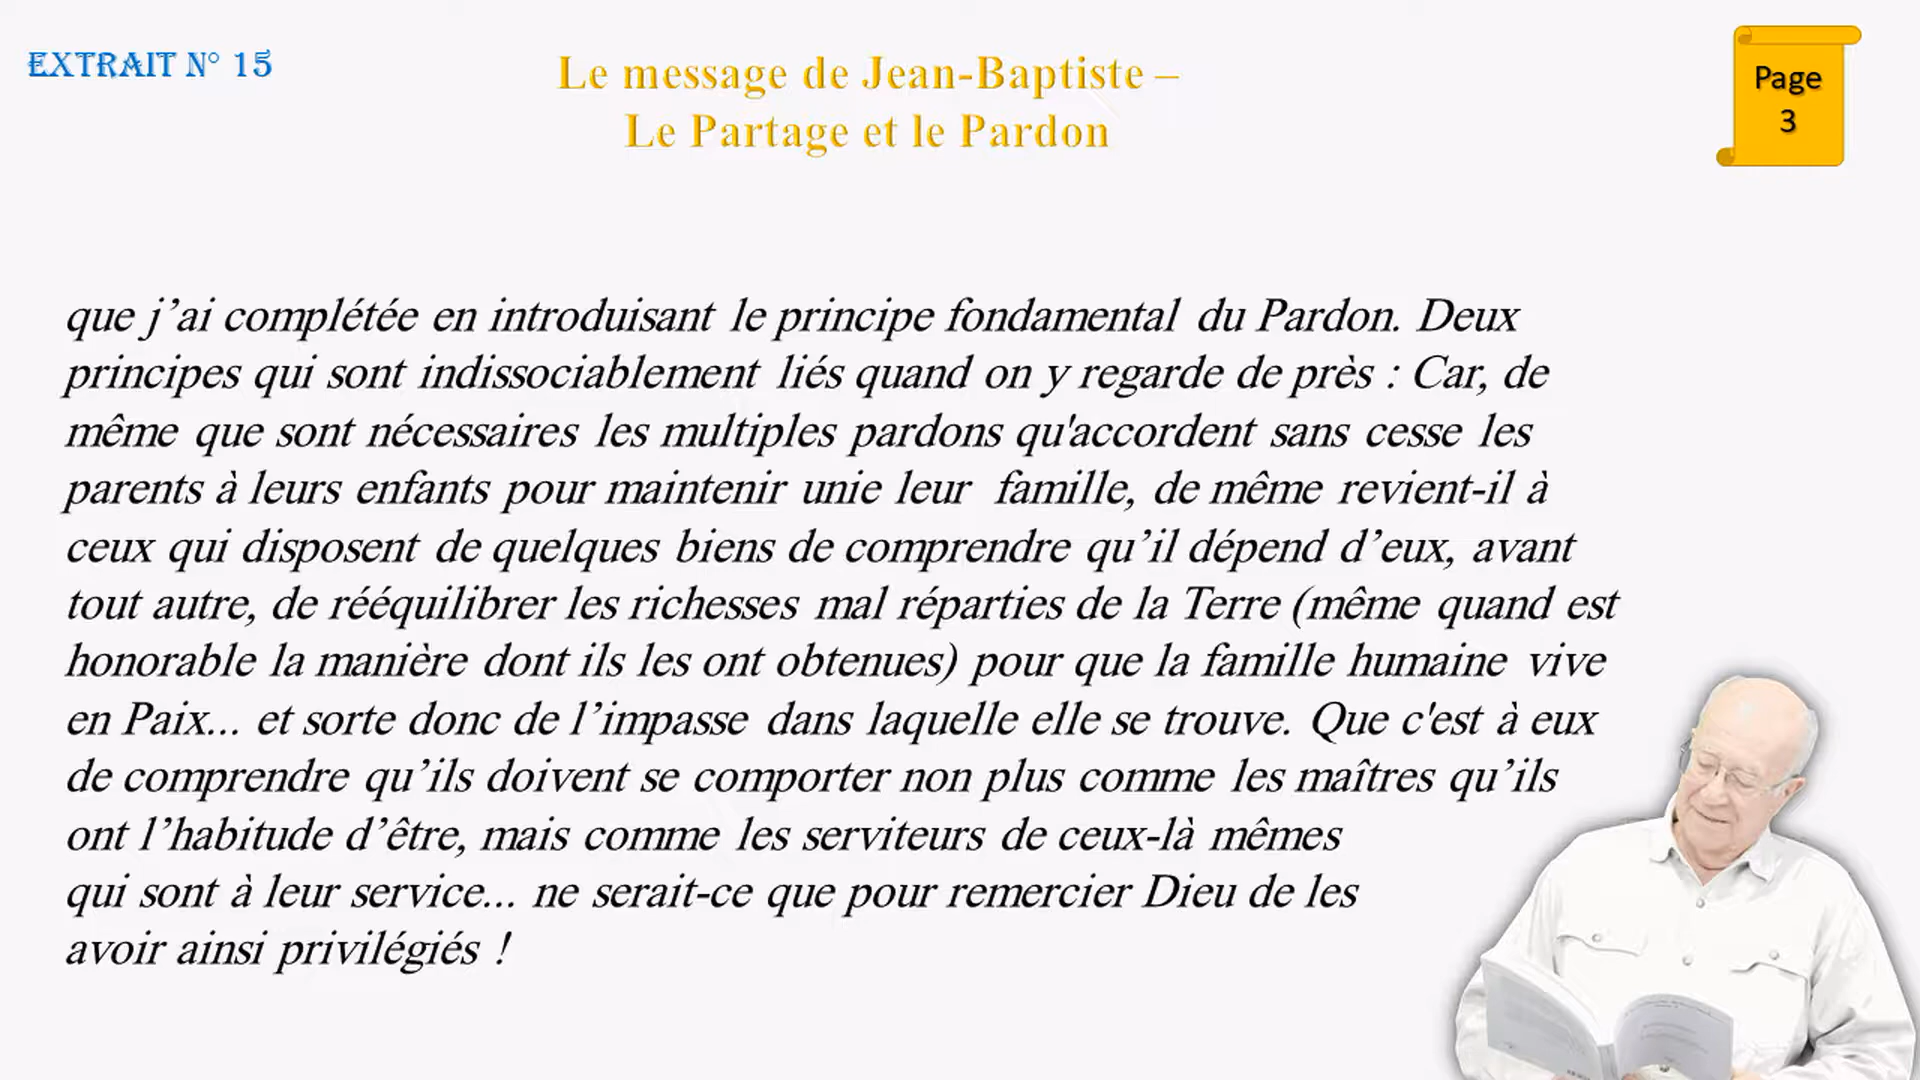 EXTRAIT N° 15
Le message de Jean-Baptiste –
Le Partage et le Pardon
Page
3
que j’ai complétée en introduisant le principe fondamental du Pardon. Deux
principes qui sont indissociablement liés quand on y regarde de près : Car, de
même que sont nécessaires les multiples pardons qu'accordent sans cesse les
parents à leurs enfants pour maintenir unie leur famille, de même revient-il à
ceux qui disposent de quelques biens de comprendre qu’il dépend d’eux, avant
tout autre, de rééquilibrer les richesses mal réparties de la Terre (même quand est
honorable la manière dont ils les ont obtenues) pour que la famille humaine vive
en Paix... et sorte donc de l’impasse dans laquelle elle se trouve. Que c'est à eux
de comprendre qu’ils doivent se comporter non plus comme les maîtres qu’ils
ont l’habitude d’être, mais comme les serviteurs de ceux-là mêmes
qui sont à leur service... ne serait-ce que pour remercier Dieu de les
avoir ainsi privilégiés !